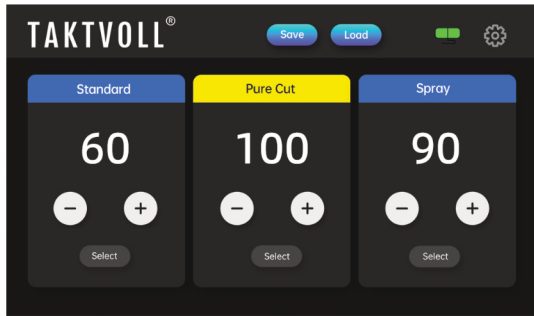 TAKTVOLL®
Save
Load
Standard
Pure Cut
Spray
60
100
90
− + − + − +
Select
Select
Select